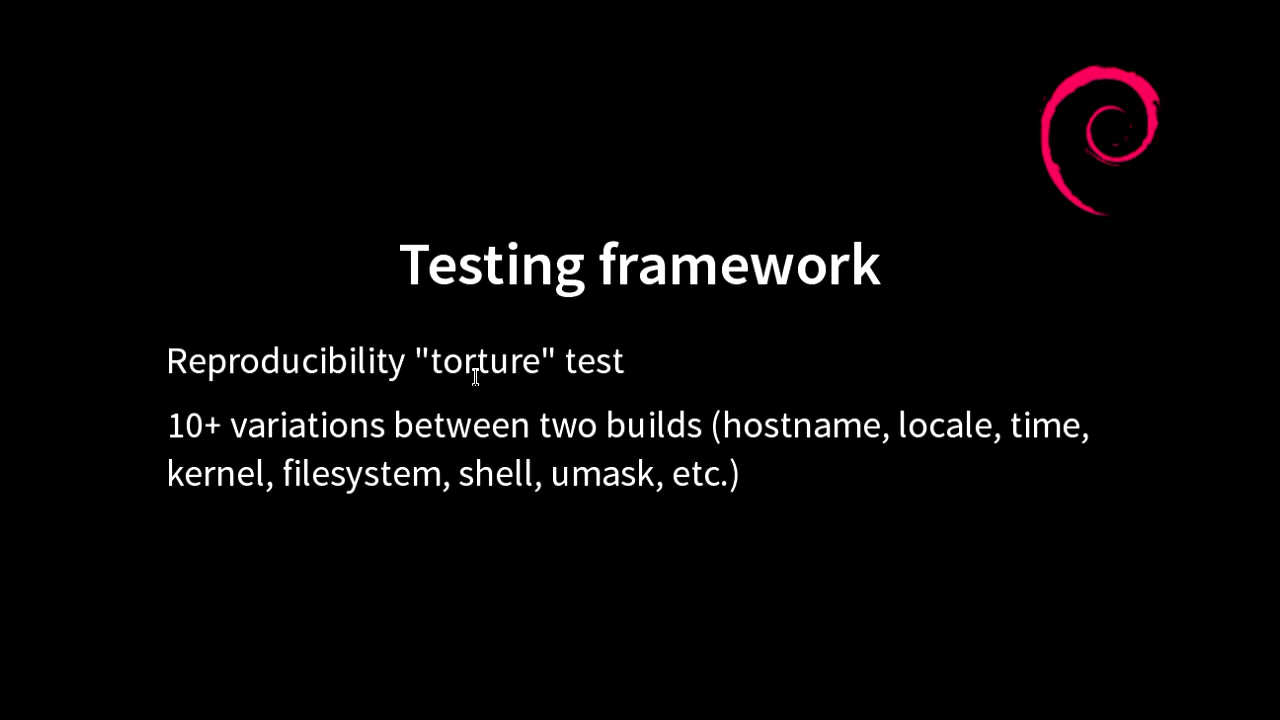 Testing framework
Reproducibility "torture" test
10+ variations between two builds (hostname, locale, time,
kernel, filesystem, shell, umask, etc.)